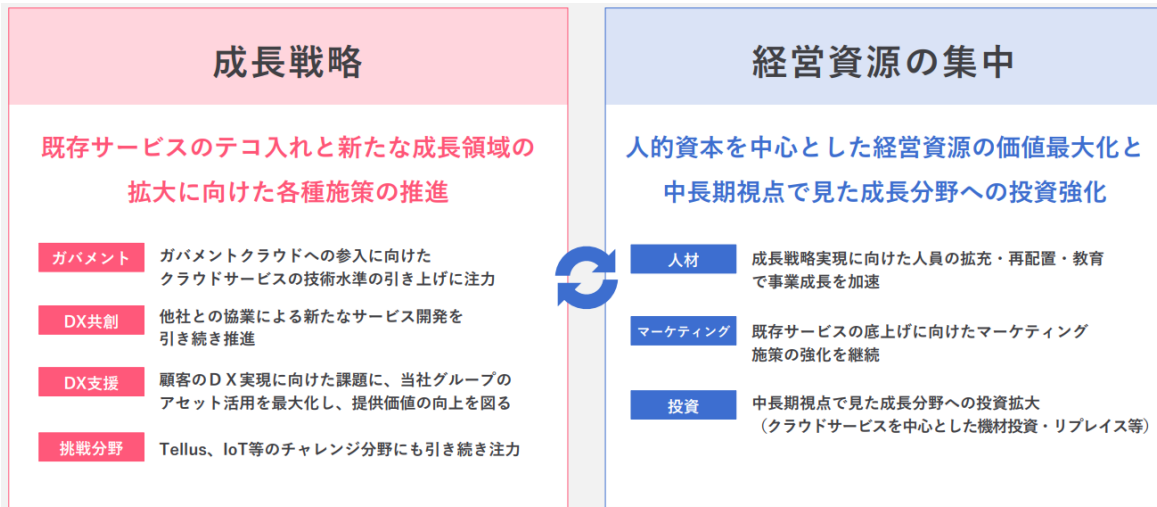 成長戦略
既存サービスのテコ入れと新たな成長領域の
拡大に向けた各種施策の推進
ガバメント
ガバメントクラウドへの参入に向けた
クラウドサービスの技術水準の引き上げに注力
DX共創
他社との協業による新たなサービス開発を
引き続き推進
DX支援
顧客のＤＸ実現に向けた課題に、当社グループの
アセット活用を最大化し、提供価値の向上を図る
挑戦分野
Tellus、IoT等のチャレンジ分野にも引き続き注力
経営資源の集中
人的資本を中心とした経営資源の価値最大化と
中長期視点で見た成長分野への投資強化
人材
成長戦略実現に向けた人員の拡充・再配置・教育
で事業成長を加速
マーケティング
既存サービスの底上げに向けたマーケティング
施策の強化を継続
投資
中長期視点で見た成長分野への投資拡大
（クラウドサービスを中心とした機材投資・リプレイス等）